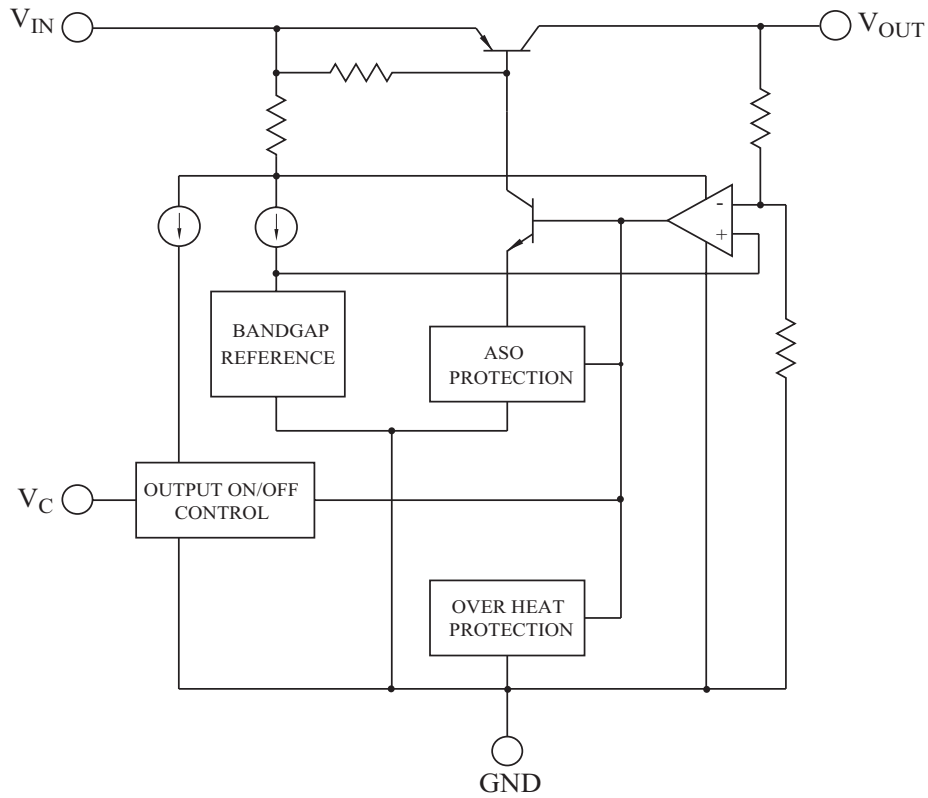 VIN
VOUT
-
+
BANDGAP
REFERENCE
ASO
PROTECTION
VC
OUTPUT ON/OFF
CONTROL
OVER HEAT
PROTECTION
GND